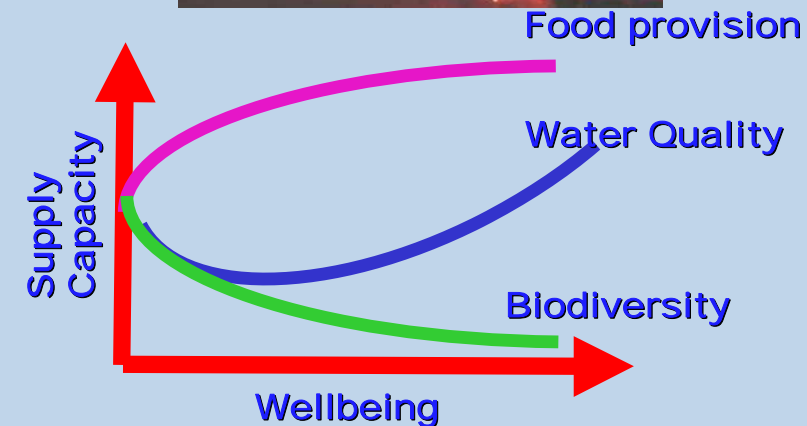 Food provision
Water Quality
Supply
Capacity
Biodiversity
Wellbeing